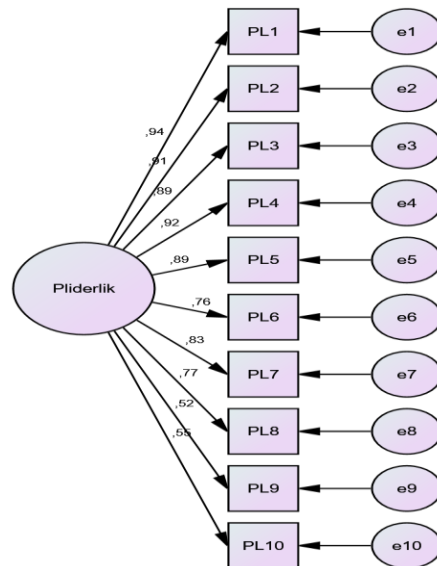 PL1 e1
PL2 e2
,94
,91
PL3 e3
,89
PL4 e4
,92
PL5 e5
,89
Pliderlik
,76
PL6 e6
,83
PL7 e7
,77
,52
PL8 e8
,55
PL9 e9
PL10 e10